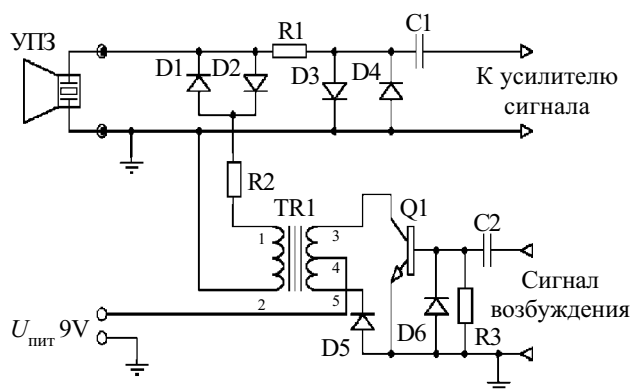 УПЗ
R1
C1
D1
D2
D3
D4
К усилителю
сигнала
R2
TR1
Q1
C2
1
3
4
2
5
Сигнал
возбуждения
Uпит 9V
D5
D6
R3